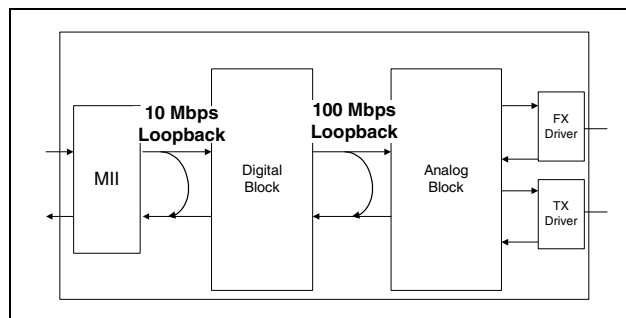 10 Mbps
Loopback
100 Mbps
Loopback
MII
Digital
Block
Analog
Block
FX
Driver
TX
Driver